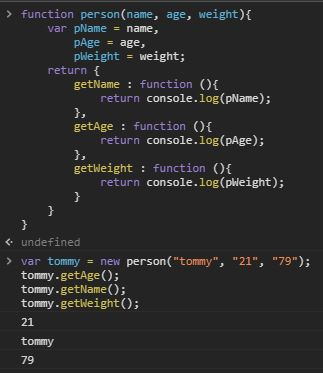 > function person(name, age, weight){
    var pName = name,
        pAge = age,
        pWeight = weight;
    return {
        getName : function (){
            return console.log(pName);
        },
        getAge : function (){
            return console.log(pAge);
        },
        getWeight : function (){
            return console.log(pWeight);
        }
    }
}
< undefined
> var tommy = new person("tommy", "21", "79");
tommy.getAge();
tommy.getName();
tommy.getWeight();
21
tommy
79